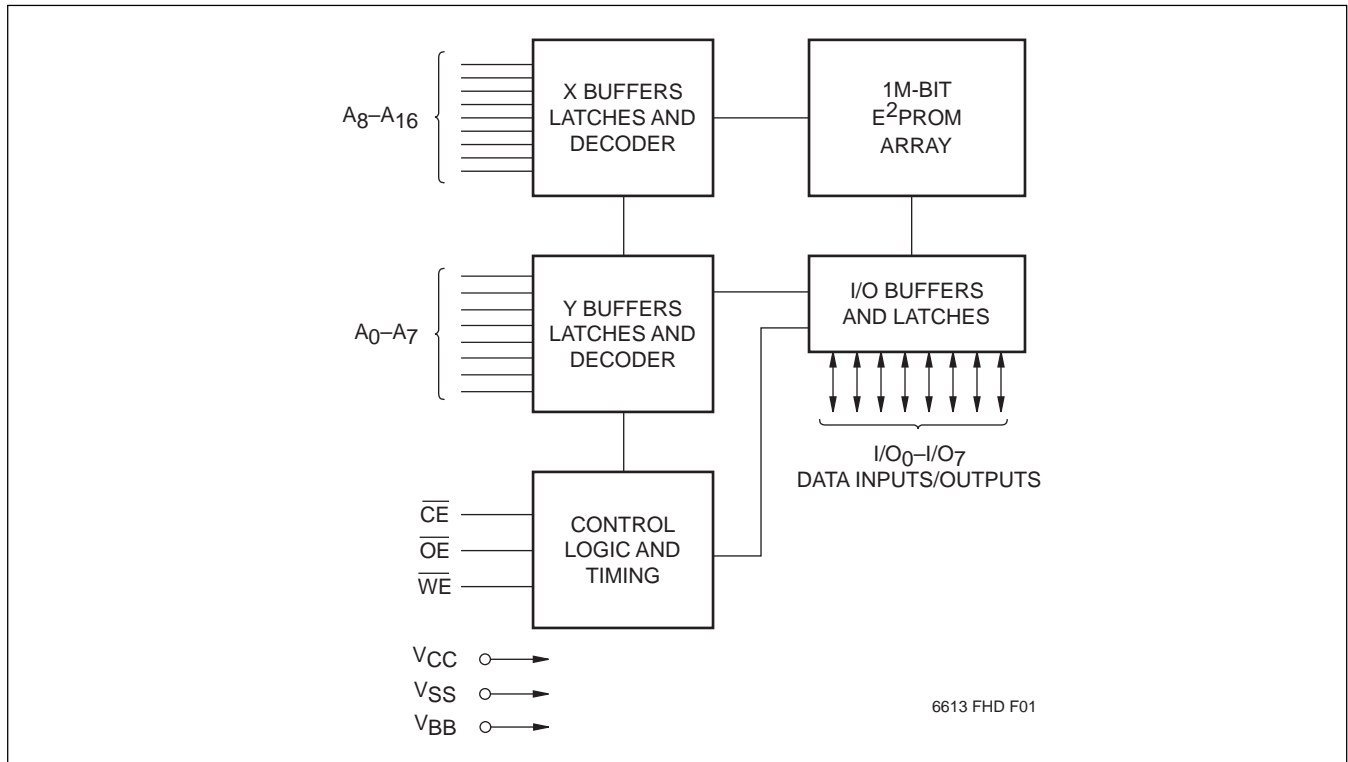 A8–A16
X BUFFERS
LATCHES AND
DECODER
1M-BIT
E2PROM
ARRAY
A0–A7
Y BUFFERS
LATCHES AND
DECODER
I/O BUFFERS
AND LATCHES
I/O0–I/O7
DATA INPUTS/OUTPUTS
CE
OE
WE
CONTROL
LOGIC AND
TIMING
VCC
VSS
VBB
6613 FHD F01